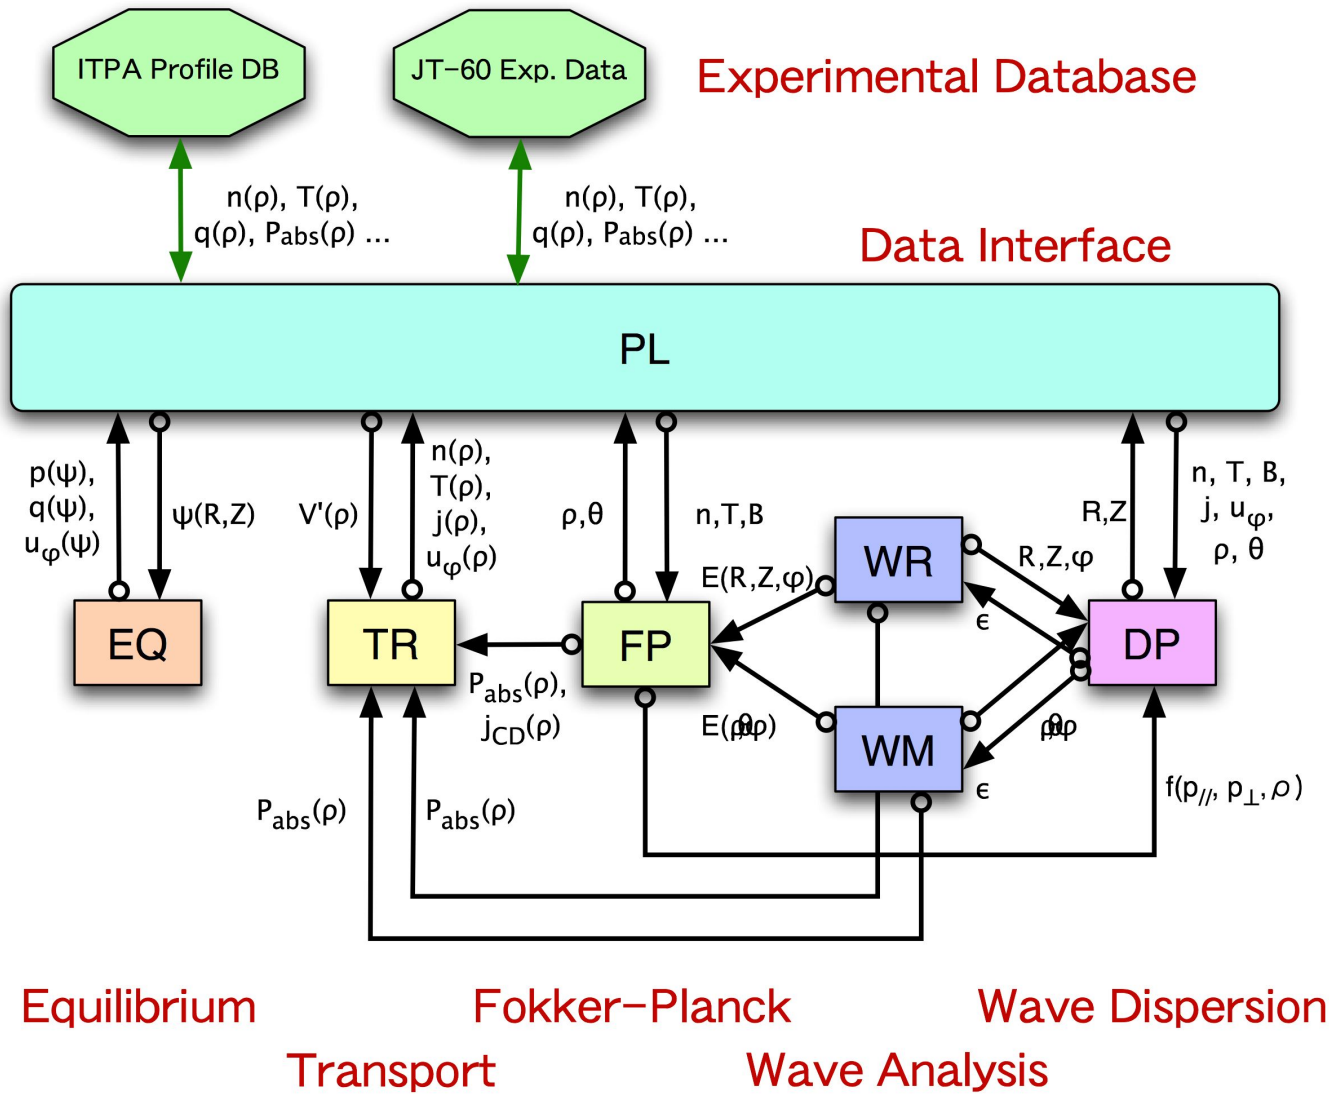 ITPA Profile DB
JT-60 Exp. Data
Experimental Database
n(ρ), T(ρ),
q(ρ), Pabs(ρ) ...
n(ρ), T(ρ),
q(ρ), Pabs(ρ) ...
Data Interface
PL
p(ψ),
q(ψ),
uφ(ψ)
ψ(R,Z)
V'(ρ)
n(ρ),
T(ρ),
j(ρ),
uφ(ρ)
ρ,θ
n,T,B
R,Z
n, T, B,
j, uφ,
ρ, θ
E(R,Z,φ)
WR
R,Z,φ
ϵ
EQ
TR
FP
DP
Pabs(ρ),
jCD(ρ)
WM
ϵ
Pabs(ρ)
Pabs(ρ)
f(p//, p⊥, ρ)
Equilibrium
Fokker-Planck
Wave Dispersion
Transport
Wave Analysis